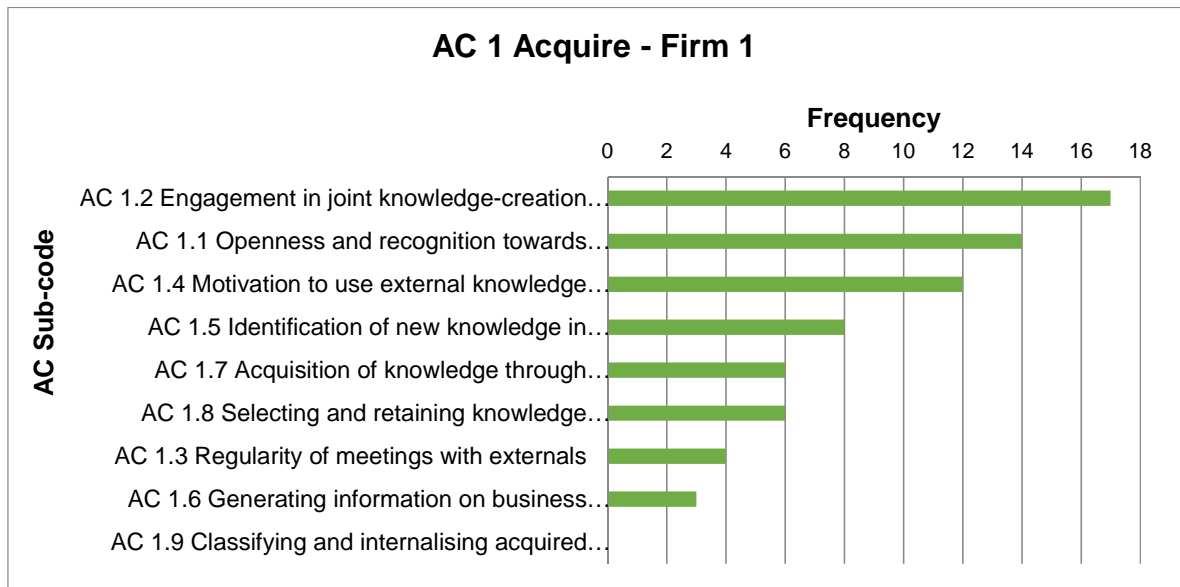 AC 1 Acquire - Firm 1
Frequency
0 2 4 6 8 10 12 14 16 18
AC Sub-code
AC 1.2 Engagement in joint knowledge-creation…
AC 1.1 Openness and recognition towards…
AC 1.4 Motivation to use external knowledge…
AC 1.5 Identification of new knowledge in…
AC 1.7 Acquisition of knowledge through…
AC 1.8 Selecting and retaining knowledge…
AC 1.3 Regularity of meetings with externals
AC 1.6 Generating information on business…
AC 1.9 Classifying and internalising acquired…